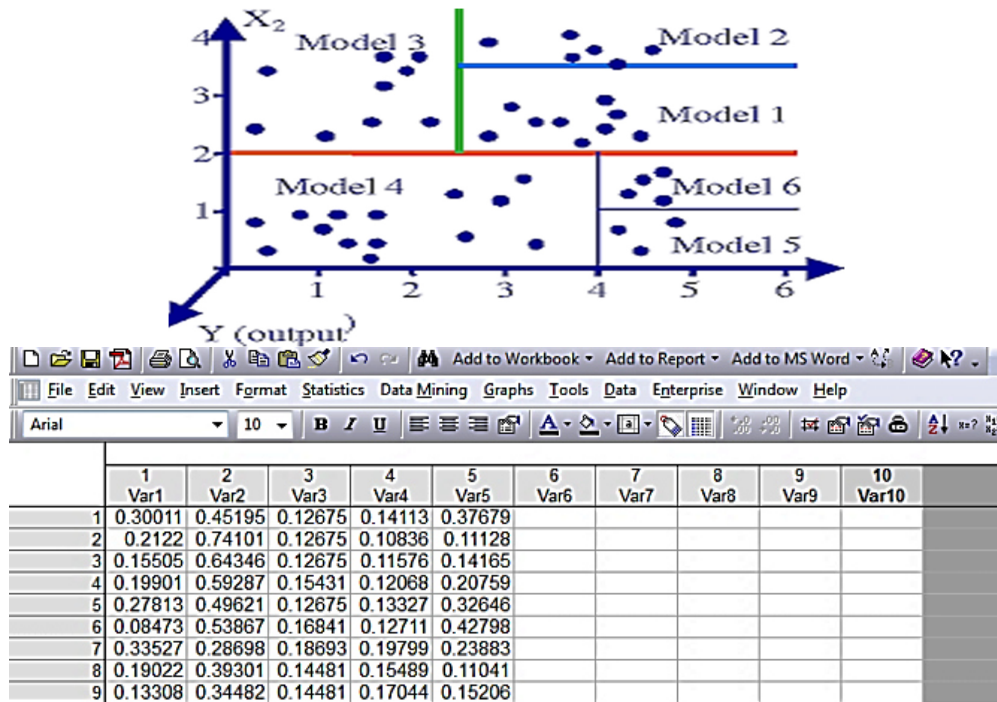 X2
4 Model 3 Model 2
3 Model 1
2
Model 4 Model 6
1
Model 5
1 2 3 4 5 6
Y (output)
Add to Workbook Add to Report Add to MS Word
File Edit View Insert Format Statistics Data Mining Graphs Tools Data Enterprise Window Help
Arial 10 B I U A
1 2 3 4 5 6 7 8 9 10
Var1 Var2 Var3 Var4 Var5 Var6 Var7 Var8 Var9 Var10
1 0.30011 0.45195 0.12675 0.14113 0.37679
2 0.2122 0.74101 0.12675 0.10836 0.11128
3 0.15505 0.64346 0.12675 0.11576 0.14165
4 0.19901 0.59287 0.15431 0.12068 0.20759
5 0.27813 0.49621 0.12675 0.13327 0.32646
6 0.08473 0.53867 0.16841 0.12711 0.42798
7 0.33527 0.28698 0.18693 0.19799 0.23883
8 0.19022 0.39301 0.14481 0.15489 0.11041
9 0.13308 0.34482 0.14481 0.17044 0.15206